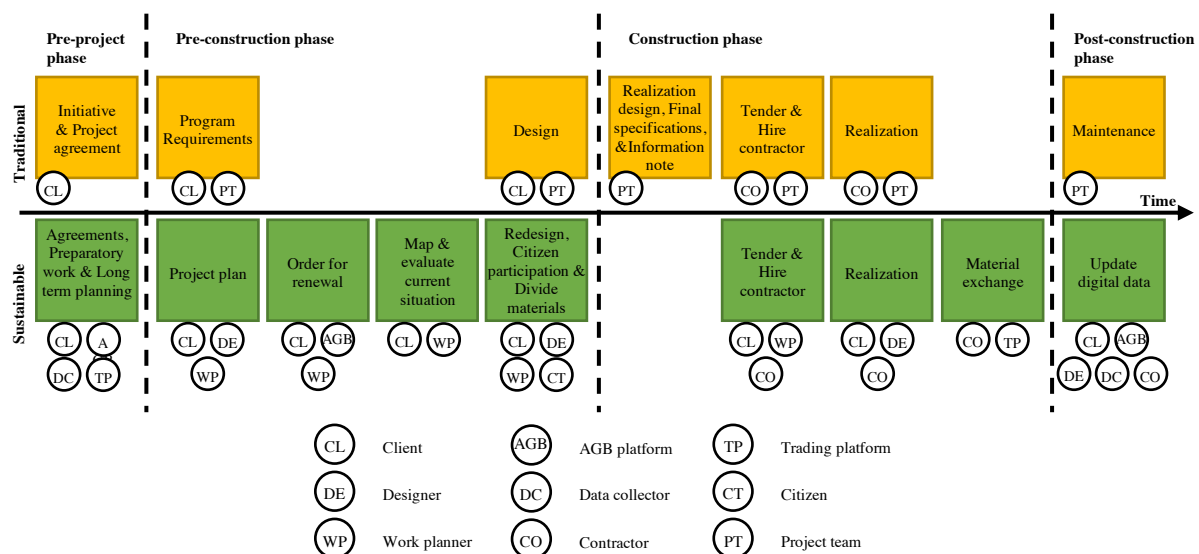 Pre-project
phase
Pre-construction phase
Construction phase
Post-construction
phase
Traditional
Initiative
& Project
agreement
CL
Program
Requirements
CL PT
Design
CL PT
Realization
design, Final
specifications,
&Information
note
PT
Tender &
Hire
contractor
CO PT
Realization
CO PT
Maintenance
PT
Time
Sustainable
Agreements,
Preparatory
work & Long
term planning
CL A
DC TP
Project plan
CL DE
WP
Order for
renewal
CL AGB
WP
Map &
evaluate
current
situation
CL WP
Redesign,
Citizen
participation &
Divide
materials
CL DE
WP CT
Tender &
Hire
contractor
CL WP
CO
Realization
CL DE
CO
Material
exchange
CO TP
Update
digital data
CL AGB
DE DC CO
CL Client AGB AGB platform TP Trading platform
DE Designer DC Data collector CT Citizen
WP Work planner CO Contractor PT Project team